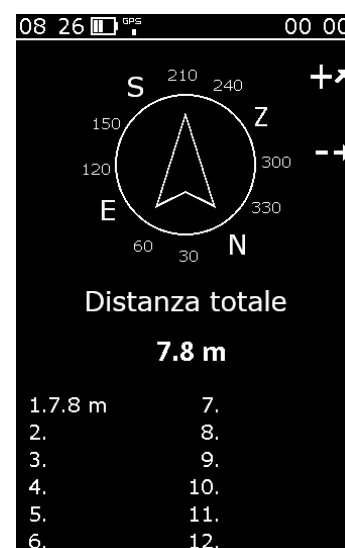 08 26 GPS 00 00
210
S 240
150 Z
120 300
E 330
60 N
30
Distanza totale
7.8 m
1.7.8 m 7.
2. 8.
3. 9.
4. 10.
5. 11.
6. 12.